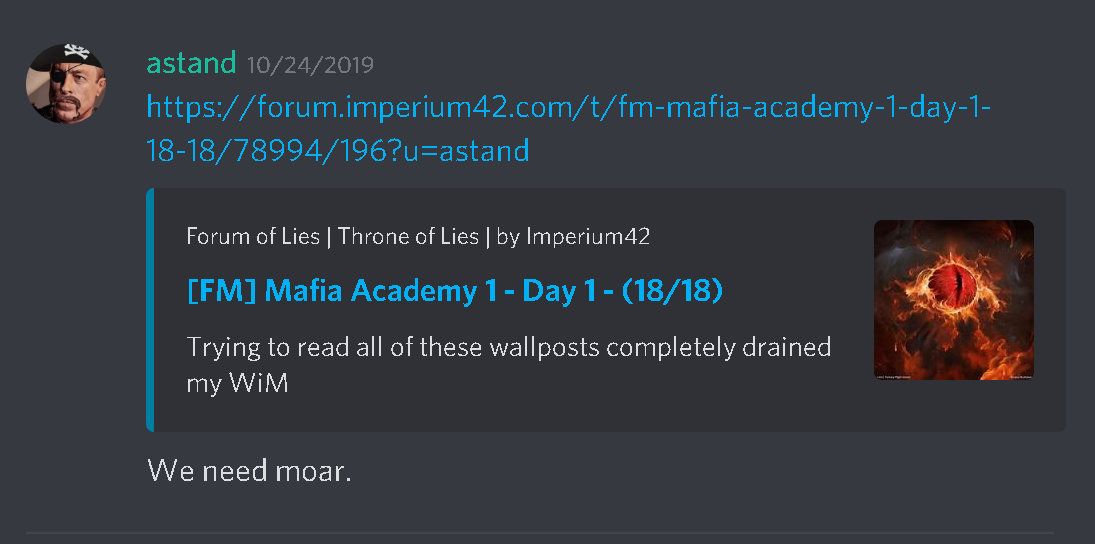 astand 10/24/2019
https://forum.imperium42.com/t/fm-mafia-academy-1-day-1-
18-18/78994/196?u=astand
Forum of Lies | Throne of Lies | by Imperium42
[FM] Mafia Academy 1 - Day 1 - (18/18)
Trying to read all of these wallposts completely drained
my WiM
We need moar.